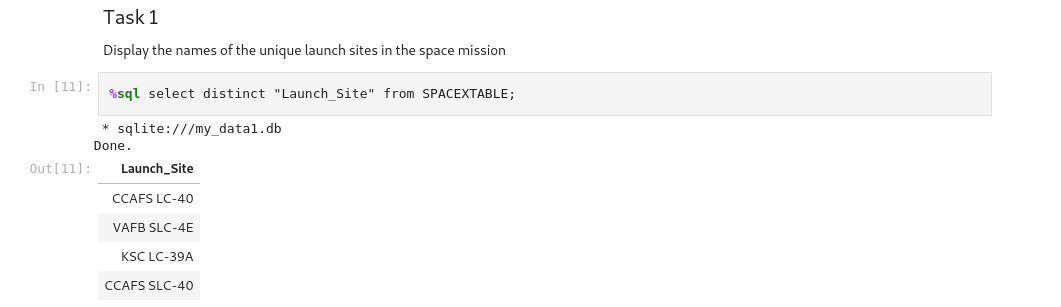 Task 1
Display the names of the unique launch sites in the space mission
In [11]: %sql select distinct "Launch_Site" from SPACEXTABLE;
* sqlite:///my_data1.db
Done.
Out[11]: Launch_Site
CCAFS LC-40
VAFB SLC-4E
KSC LC-39A
CCAFS SLC-40